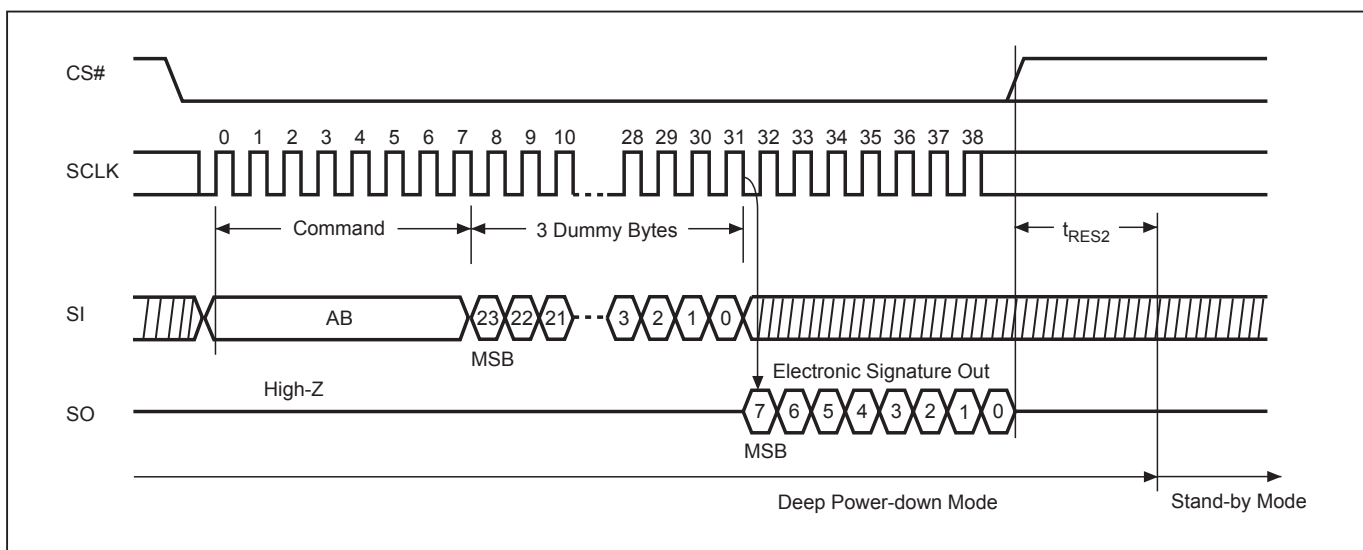 CS#
0 1 2 3 4 5 6 7 8 9 10 28 29 30 31 32 33 34 35 36 37 38
SCLK
Command 3 Dummy Bytes tRES2
SI AB 23 22 21 3 2 1 0
MSB
High-Z Electronic Signature Out
SO 7 6 5 4 3 2 1 0
MSB
Deep Power-down Mode Stand-by Mode